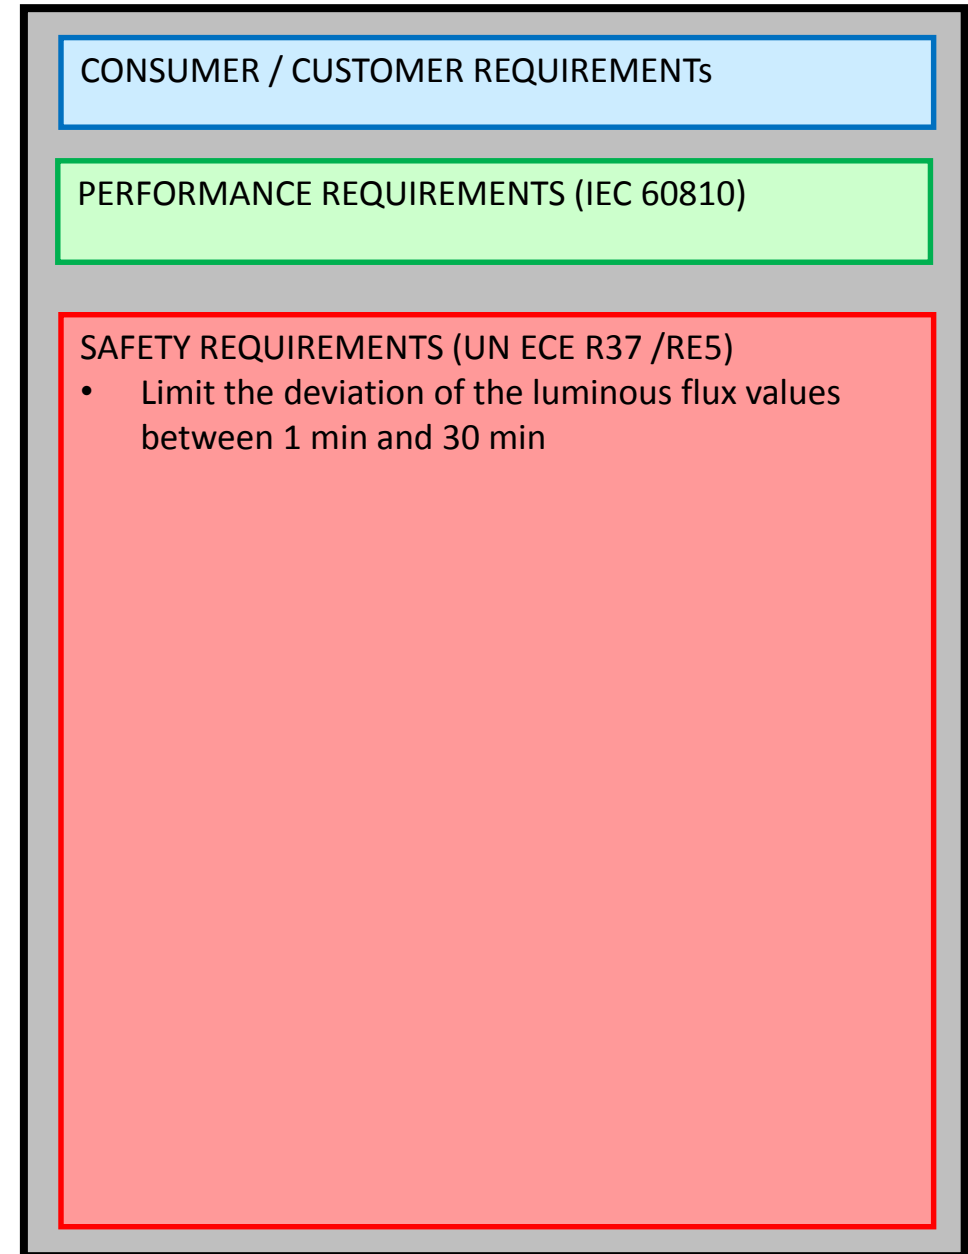 CONSUMER / CUSTOMER REQUIREMENTs
PERFORMANCE REQUIREMENTS (IEC 60810)
SAFETY REQUIREMENTS (UN ECE R37 /RE5)
• Limit the deviation of the luminous flux values
between 1 min and 30 min